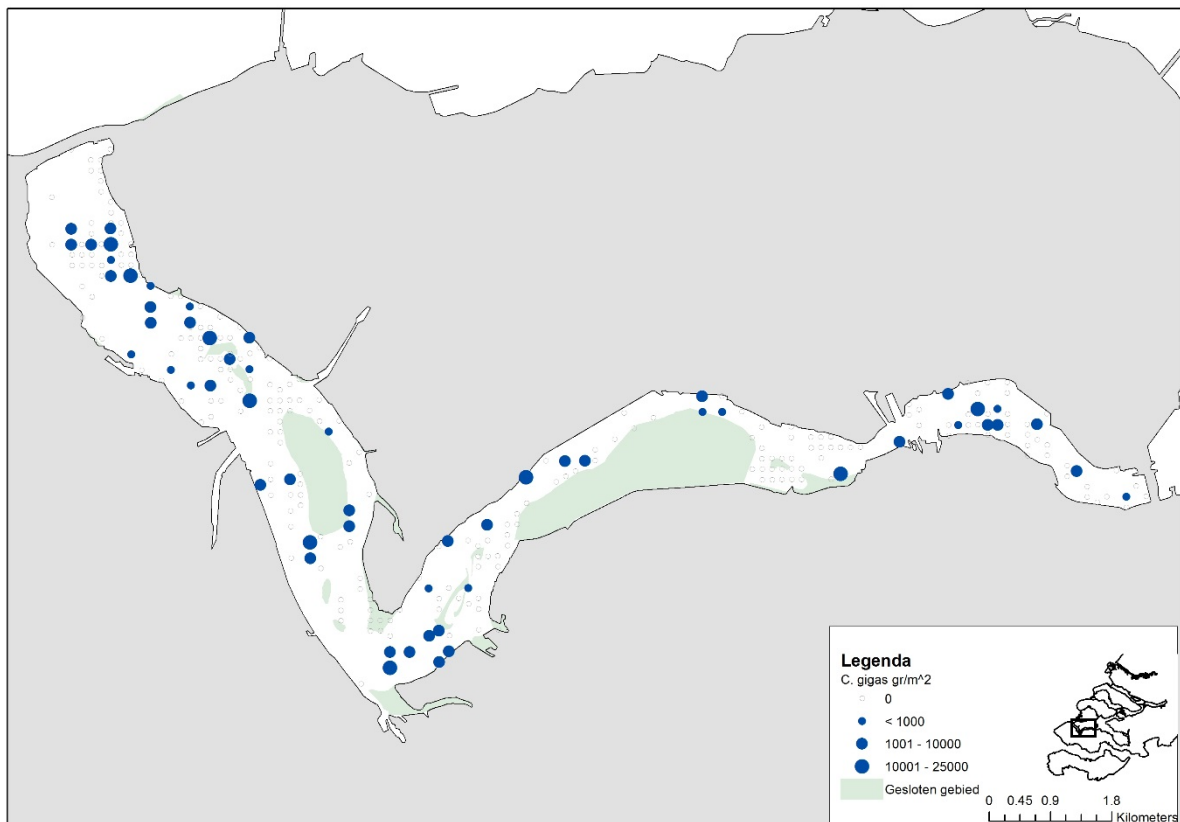 Legenda
C. gigas gr/m^2
0
< 1000
1001 - 10000
10001 - 25000
Gesloten gebied
0 0.45 0.9 1.8
Kilometers